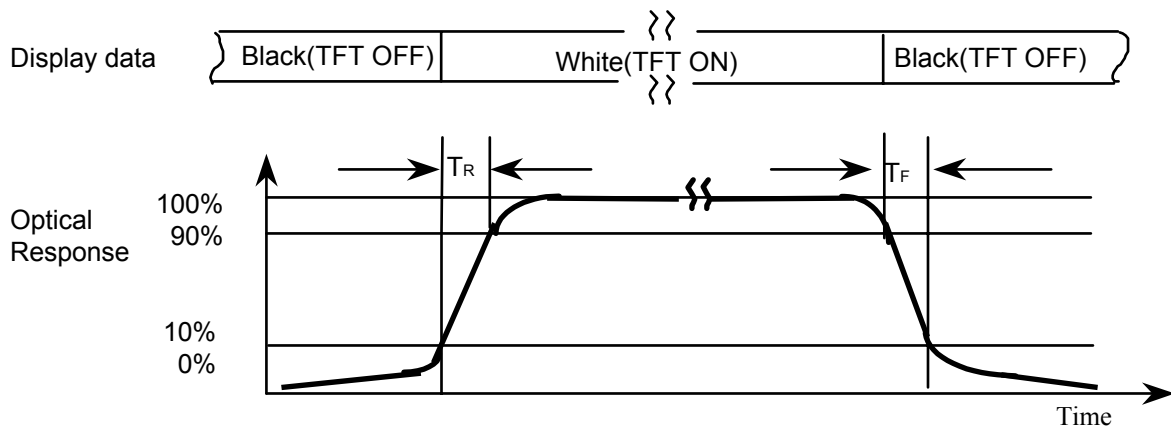 Display data
Black(TFT OFF)
White(TFT ON)
Black(TFT OFF)
TR
TF
Optical
Response
100%
90%
10%
0%
Time